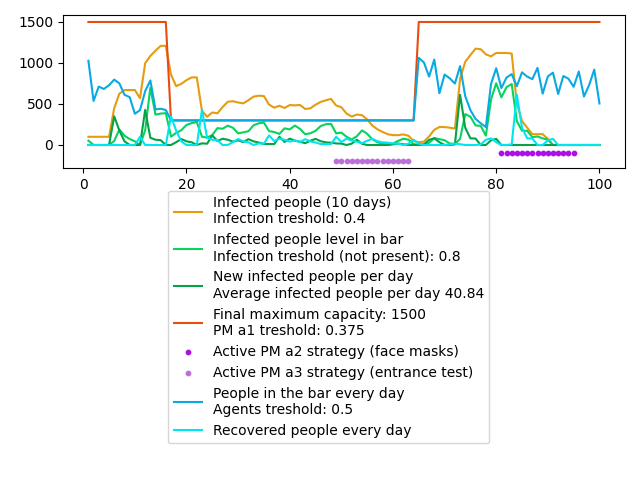 1500
1000
500
0
0 20 40 60 80 100
Infected people (10 days)
Infection treshold: 0.4
Infected people level in bar
Infection treshold (not present): 0.8
New infected people per day
Average infected people per day 40.84
Final maximum capacity: 1500
PM a1 treshold: 0.375
Active PM a2 strategy (face masks)
Active PM a3 strategy (entrance test)
People in the bar every day
Agents treshold: 0.5
Recovered people every day